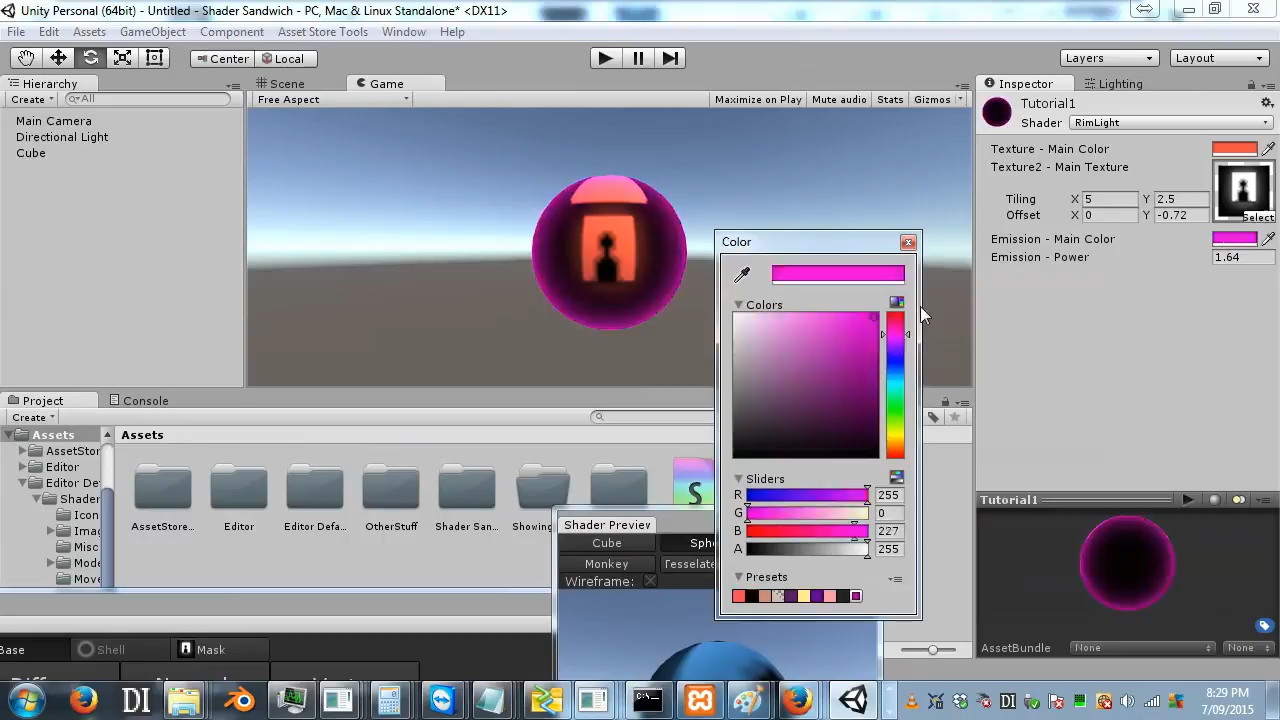 Unity Personal (64bit) - Untitled - Shader Sandwich - PC, Mac & Linux Standalone* <DX11>
File Edit Assets GameObject Component Asset Store Tools Window Help
Center Local Layers Layout
Hierarchy
Create All
Main Camera
Directional Light
Cube
Scene Game
Free Aspect Maximize on Play Mute audio Stats Gizmos
Inspector Lighting
Tutorial1
Shader RimLight
Texture - Main Color
Texture2 - Main Texture
Tiling X 5 Y 2.5
Offset X 0 Y -0.72
Select
Emission - Main Color
Emission - Power 1.64
Color
Colors
Sliders
R 255
G 0
B 227
A 255
Presets
Project Console
Create
Assets
AssetStor
Editor
Editor De
Shader
Icon
Imag
Misc
Mode
Move
Assets
AssetStore... Editor Editor Defa... OtherStuff Shader San... Showing
S
Shader Preview
Cube Sph
Monkey Tesselate
Wireframe:
Base Shell Mask
Tutorial1
AssetBundle None None
DI
DI
8:29 PM
7/09/2015